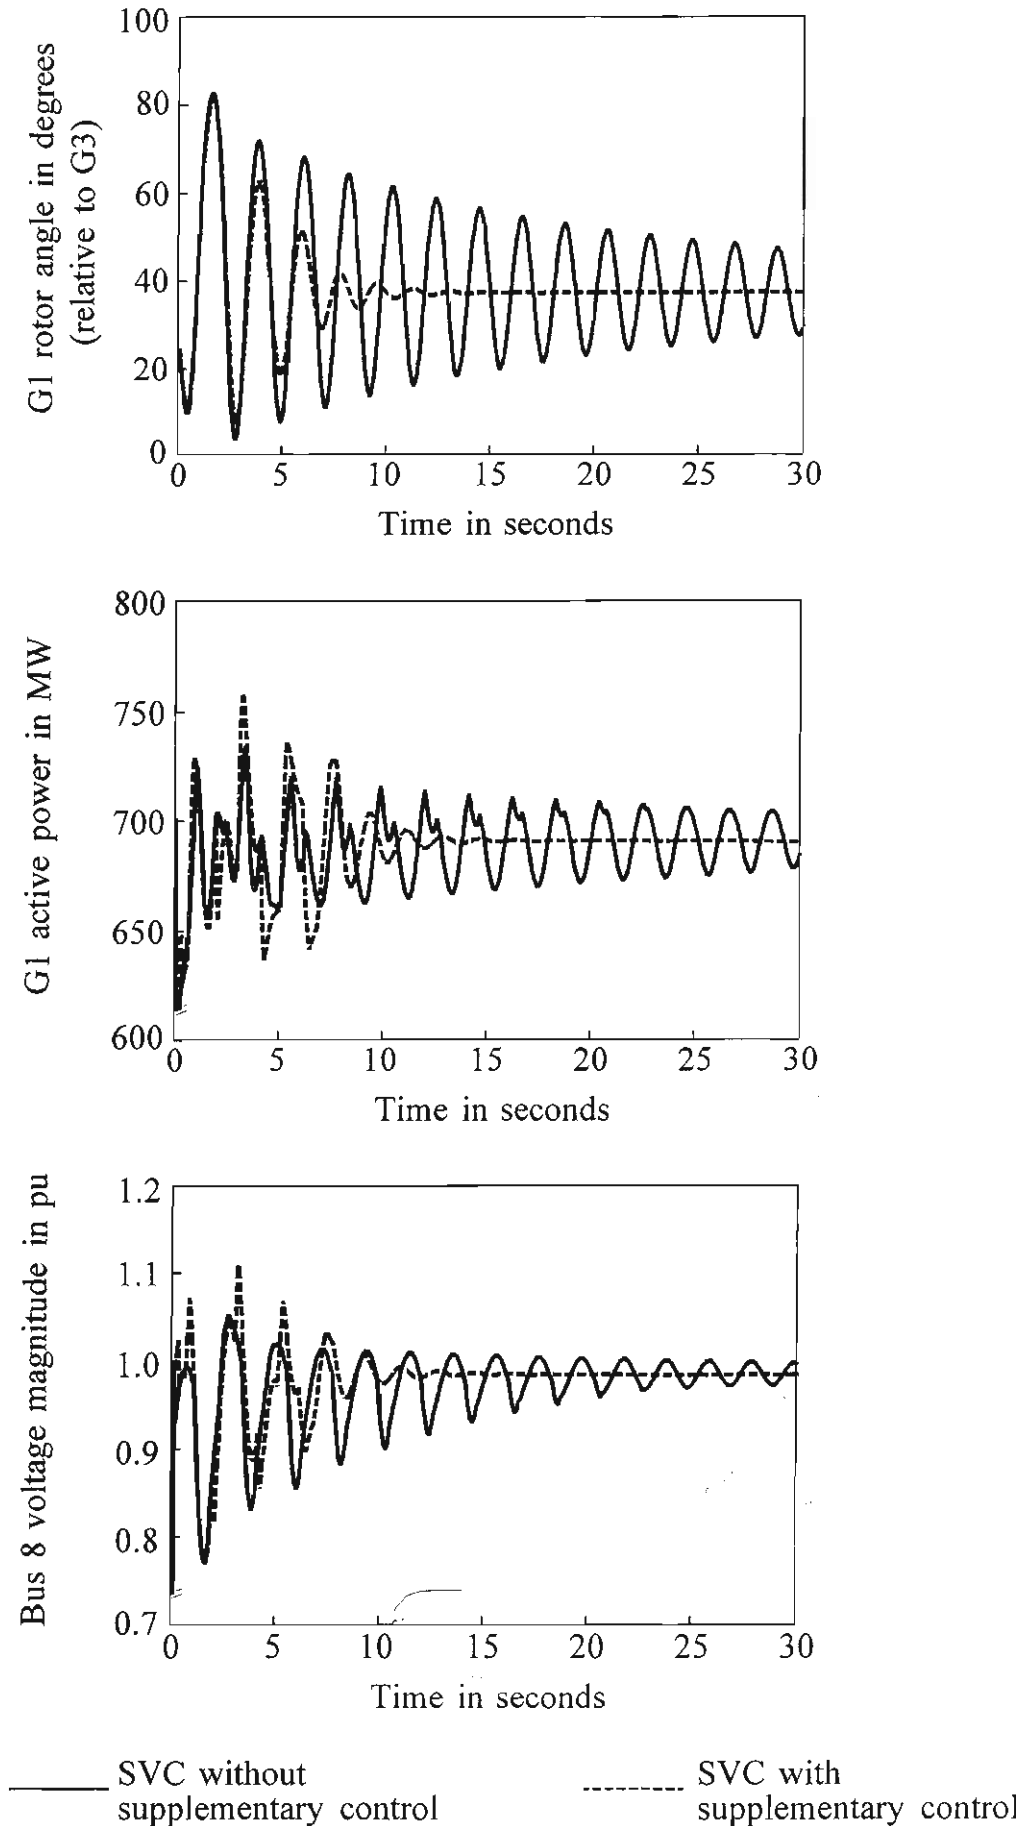 G1 rotor angle in degrees
(relative to G3)
100
80
60
40
20
0
0 5 10 15 20 25 30
Time in seconds
G1 active power in MW
800
750
700
650
600
0 5 10 15 20 25 30
Time in seconds
Bus 8 voltage magnitude in pu
1.2
1.1
1.0
0.9
0.8
0.7
0 5 10 15 20 25 30
Time in seconds
SVC without
supplementary control
SVC with
supplementary control